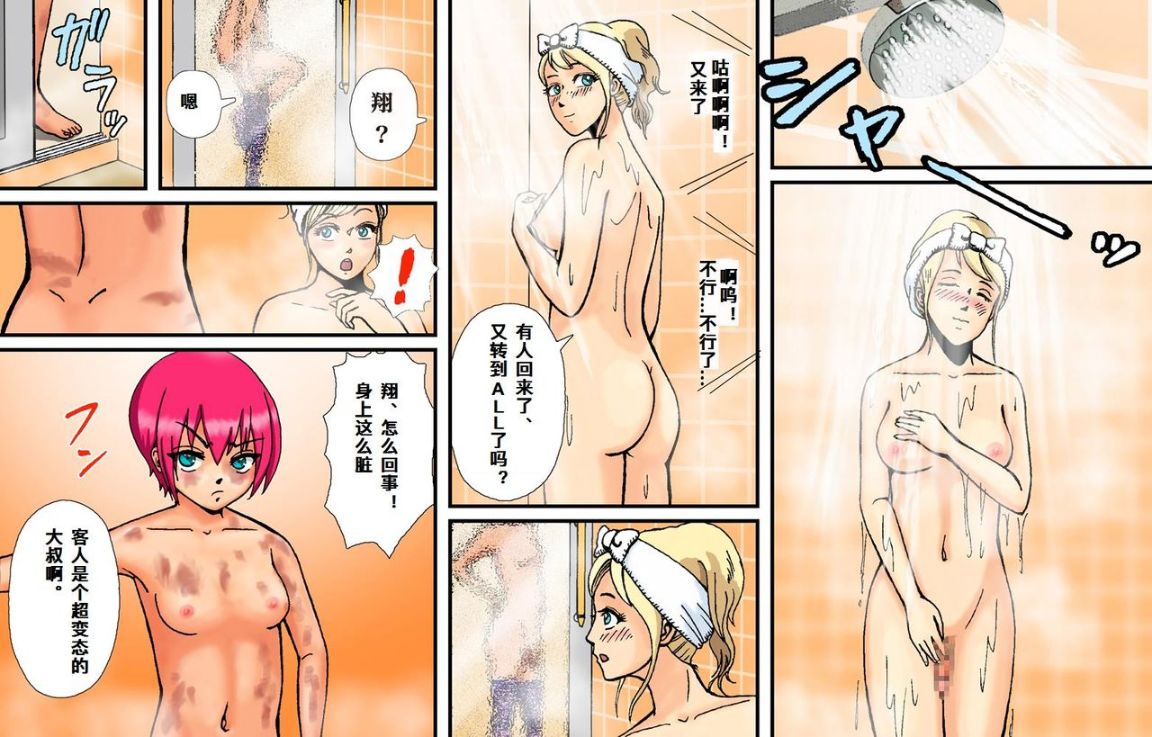 シャーッ
咕啊啊啊！
又来了
啊呜！
不行…不行了…
有人回来了、
又转到ALL了吗？
ガラッ
翔？
嗯
！
翔、怎么回事！
身上这么脏
フン
客人是个超变态的
大叔啊。